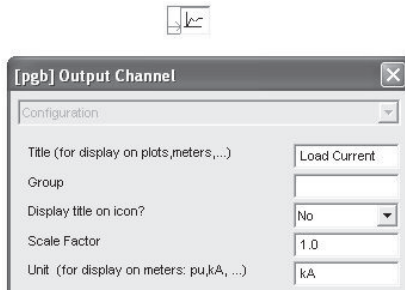 [pgb] Output Channel
Configuration
Title (for display on plots,meters,...) Load Current
Group
Display title on icon? No
Scale Factor 1.0
Unit (for display on meters: pu,kA, ...) kA